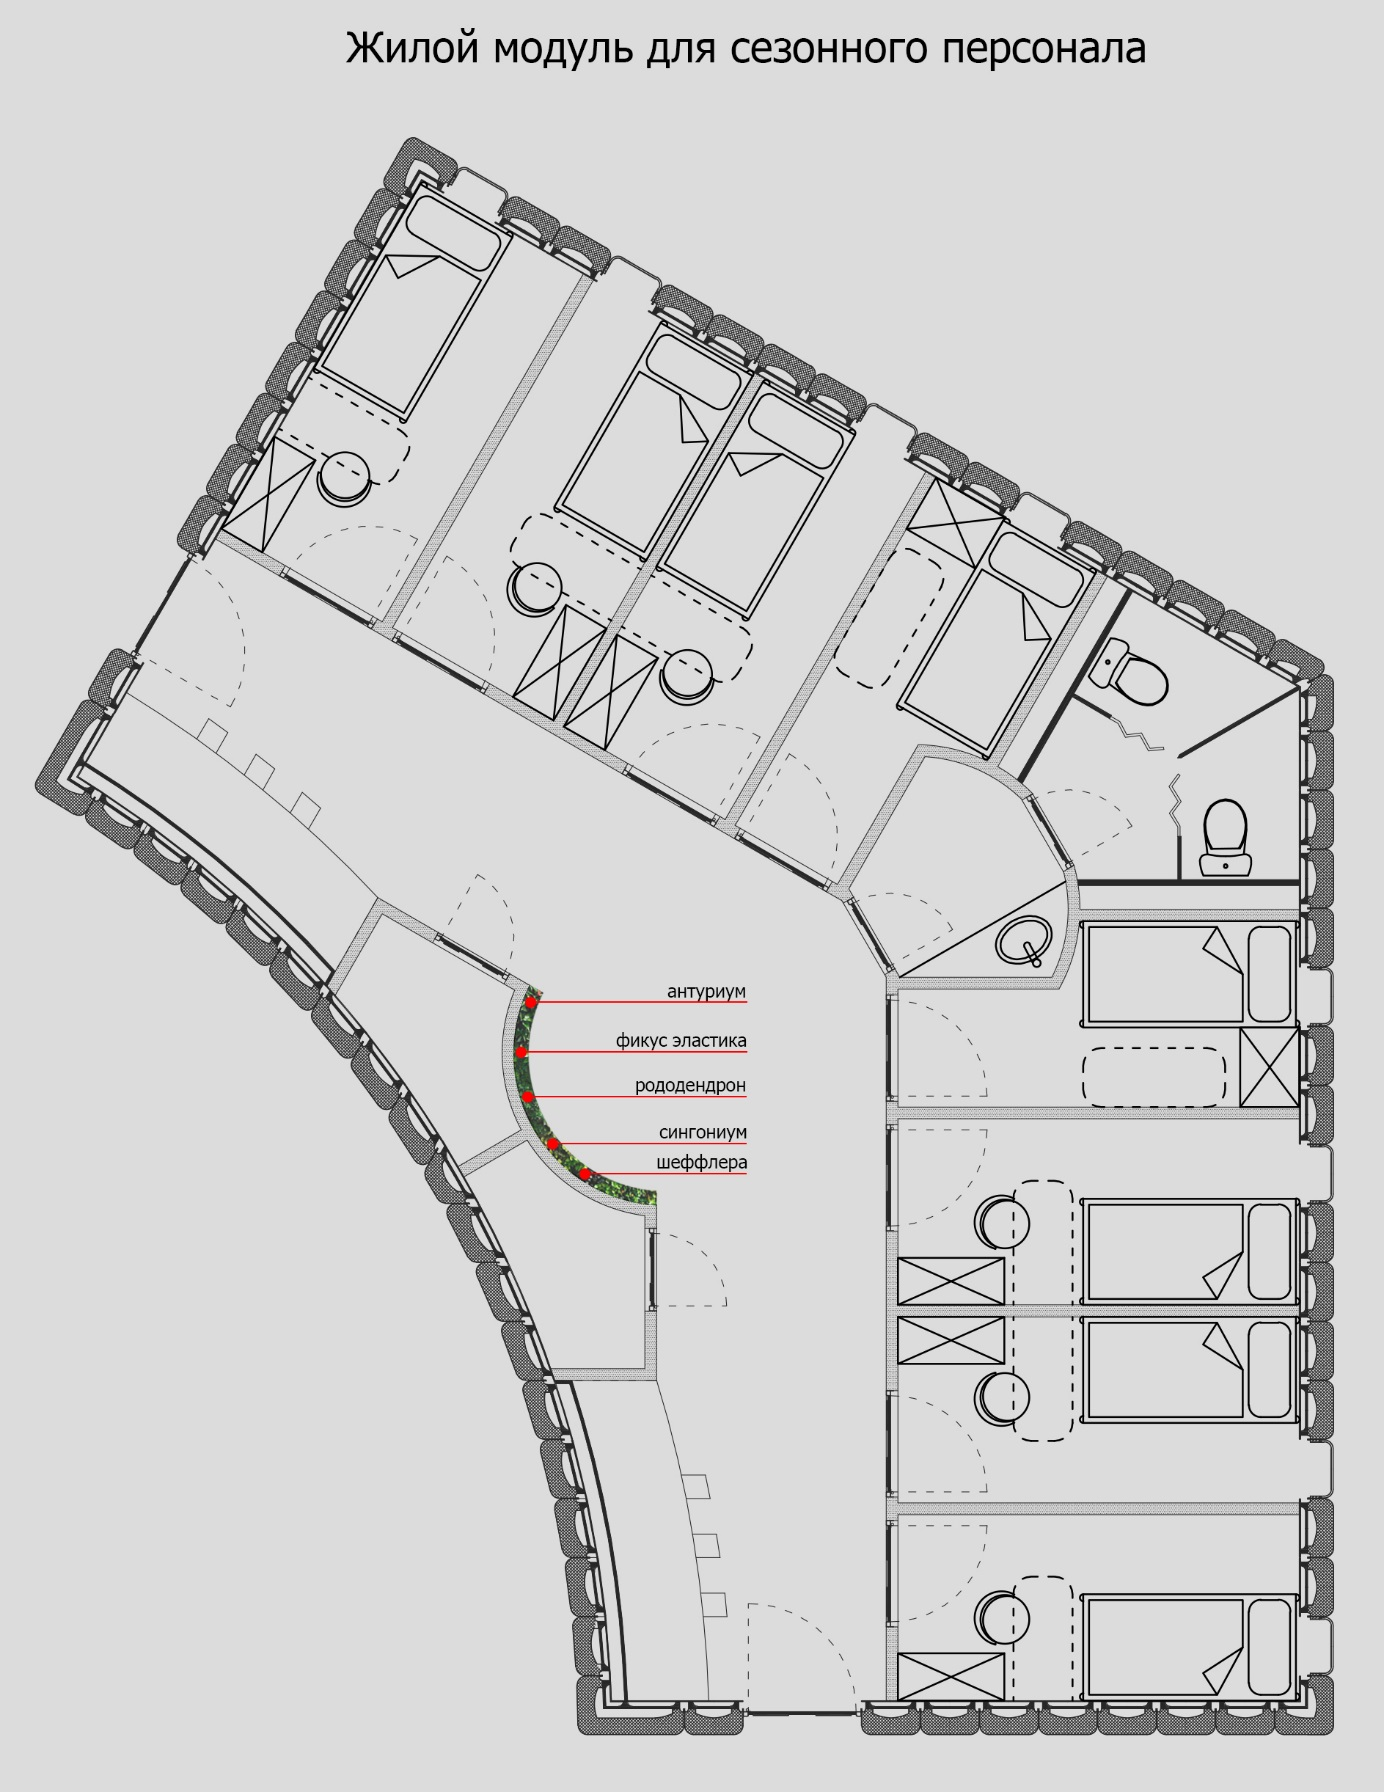 Жилой модуль для сезонного персонала
антуриум
фикус эластика
рододендрон
сингониум
шеффлера